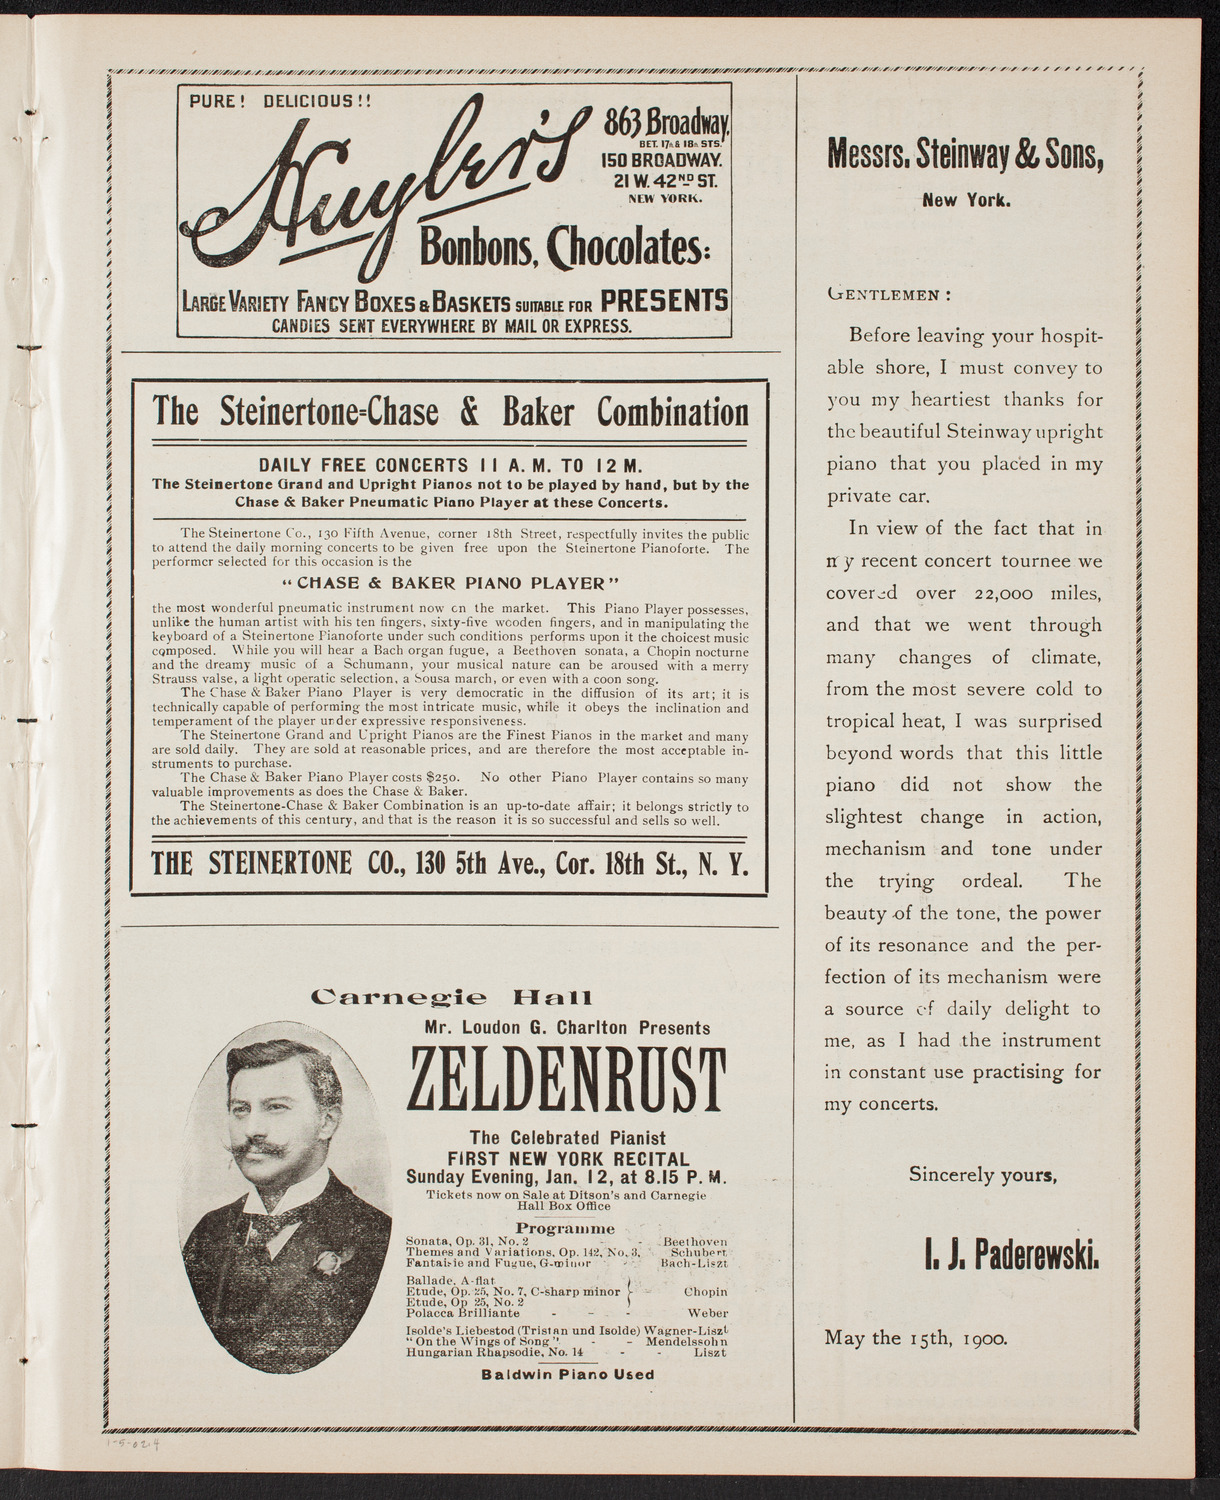 PURE! DELICIOUS!!
Huyler's
863 Broadway,
BET. 17th & 18th STS.
150 BROADWAY.
21 W. 42ND ST.
NEW YORK.
Bonbons, Chocolates:
LARGE VARIETY FANCY BOXES & BASKETS SUITABLE FOR PRESENTS
CANDIES SENT EVERYWHERE BY MAIL OR EXPRESS.
The Steinertone=Chase & Baker Combination
DAILY FREE CONCERTS 11 A. M. TO 12 M.
The Steinertone Grand and Upright Pianos not to be played by hand, but by the
Chase & Baker Pneumatic Piano Player at these Concerts.
The Steinertone Co., 130 Fifth Avenue, corner 18th Street, respectfully invites the public
to attend the daily morning concerts to be given free upon the Steinertone Pianoforte. The
performer selected for this occasion is the
"CHASE & BAKER PIANO PLAYER"
the most wonderful pneumatic instrument now on the market. This Piano Player possesses,
unlike the human artist with his ten fingers, sixty-five wooden fingers, and in manipulating the
keyboard of a Steinertone Pianoforte under such conditions performs upon it the choicest music
composed. While you will hear a Bach organ fugue, a Beethoven sonata, a Chopin nocturne
and the dreamy music of a Schumann, your musical nature can be aroused with a merry
Strauss valse, a light operatic selection, a Sousa march, or even with a coon song.
The Chase & Baker Piano Player is very democratic in the diffusion of its art; it is
technically capable of performing the most intricate music, while it obeys the inclination and
temperament of the player under expressive responsiveness.
The Steinertone Grand and Upright Pianos are the Finest Pianos in the market and many
are sold daily. They are sold at reasonable prices, and are therefore the most acceptable in-
struments to purchase.
The Chase & Baker Piano Player costs $250. No other Piano Player contains so many
valuable improvements as does the Chase & Baker.
The Steinertone-Chase & Baker Combination is an up-to-date affair; it belongs strictly to
the achievements of this century, and that is the reason it is so successful and sells so well.
THE STEINERTONE CO., 130 5th Ave., Cor. 18th St., N. Y.
Carnegie Hall
Mr. Loudon G. Charlton Presents
ZELDENRUST
The Celebrated Pianist
FIRST NEW YORK RECITAL
Sunday Evening, Jan. 12, at 8.15 P. M.
Tickets now on Sale at Ditson's and Carnegie
Hall Box Office
Programme
Sonata, Op. 31, No. 2 - - Beethoven
Themes and Variations, Op. 142, No. 3, Schubert
Fantaisie and Fugue, G-minor - - Bach-Liszt
Ballade, A-flat
Etude, Op. 25, No. 7, C-sharp minor } - Chopin
Etude, Op 25, No. 2
Polacca Brilliante - - - Weber
Isolde's Liebestod (Tristan und Isolde) Wagner-Liszt
"On the Wings of Song" - - Mendelssohn
Hungarian Rhapsodie, No. 14 - - Liszt
Baldwin Piano Used
Messrs. Steinway & Sons,
New York.
GENTLEMEN:
Before leaving your hospit-
able shore, I must convey to
you my heartiest thanks for
the beautiful Steinway upright
piano that you placed in my
private car.
In view of the fact that in
my recent concert tournee we
covered over 22,000 miles,
and that we went through
many changes of climate,
from the most severe cold to
tropical heat, I was surprised
beyond words that this little
piano did not show the
slightest change in action,
mechanism and tone under
the trying ordeal. The
beauty of the tone, the power
of its resonance and the per-
fection of its mechanism were
a source of daily delight to
me, as I had the instrument
in constant use practising for
my concerts.
Sincerely yours,
I. J. Paderewski.
May the 15th, 1900.
1-5-02.4